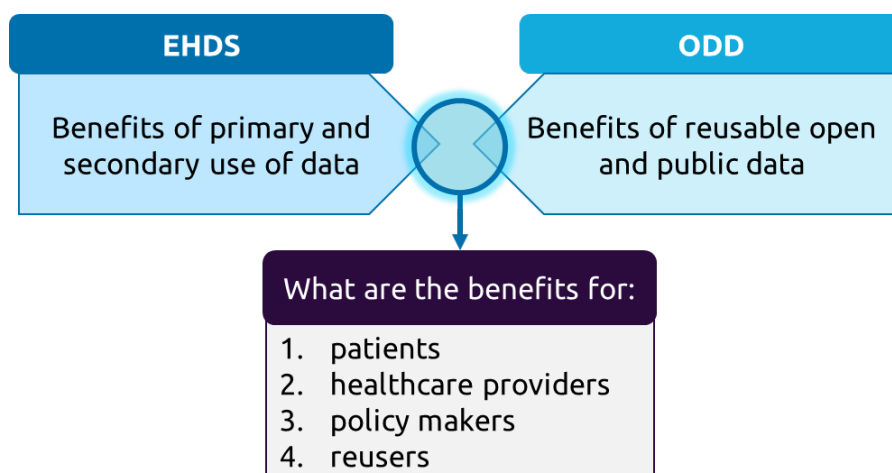 EHDS
Benefits of primary and
secondary use of data
ODD
Benefits of reusable open
and public data
What are the benefits for:
1. patients
2. healthcare providers
3. policy makers
4. reusers